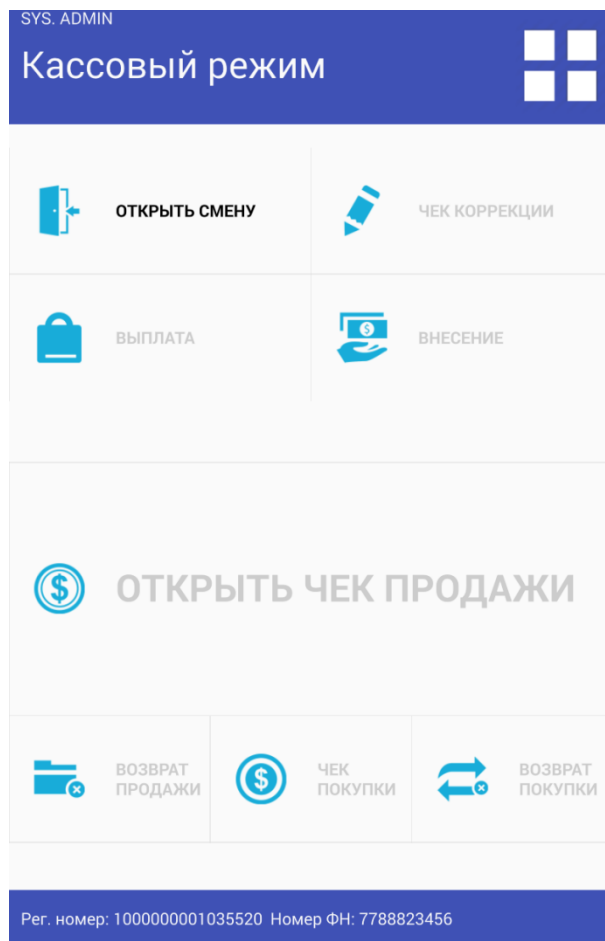 SYS. ADMIN
Кассовый режим
ОТКРЫТЬ СМЕНУ
ЧЕК КОРРЕКЦИИ
ВЫПЛАТА
ВНЕСЕНИЕ
ОТКРЫТЬ ЧЕК ПРОДАЖИ
ВОЗВРАТ
ПРОДАЖИ
ЧЕК
ПОКУПКИ
ВОЗВРАТ
ПОКУПКИ
Рег. номер: 1000000001035520 Номер ФН: 7788823456